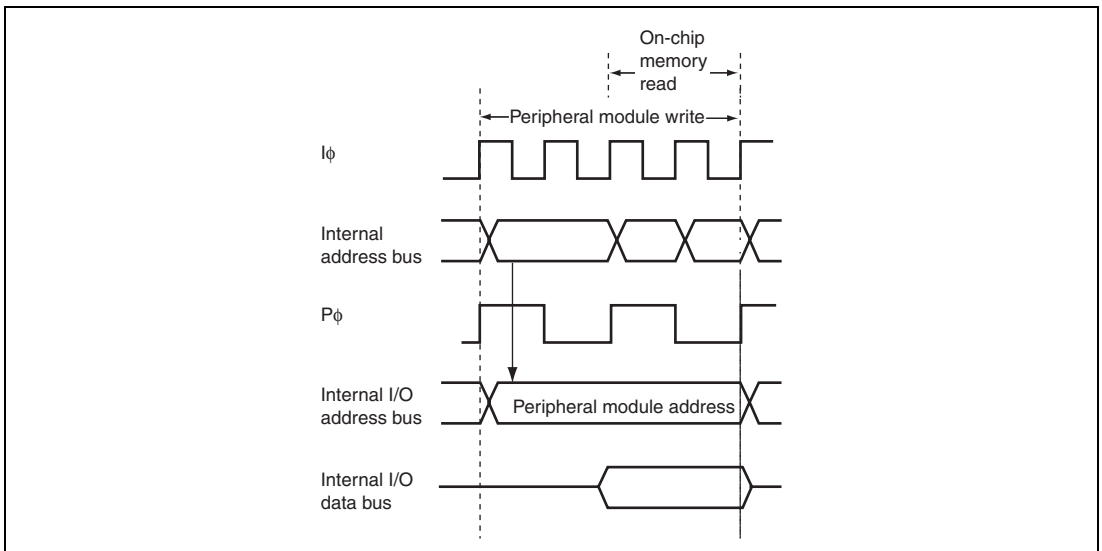 On-chip
memory
read
Peripheral module write
Iϕ
Internal
address bus
Pϕ
Internal I/O
address bus
Peripheral module address
Internal I/O
data bus